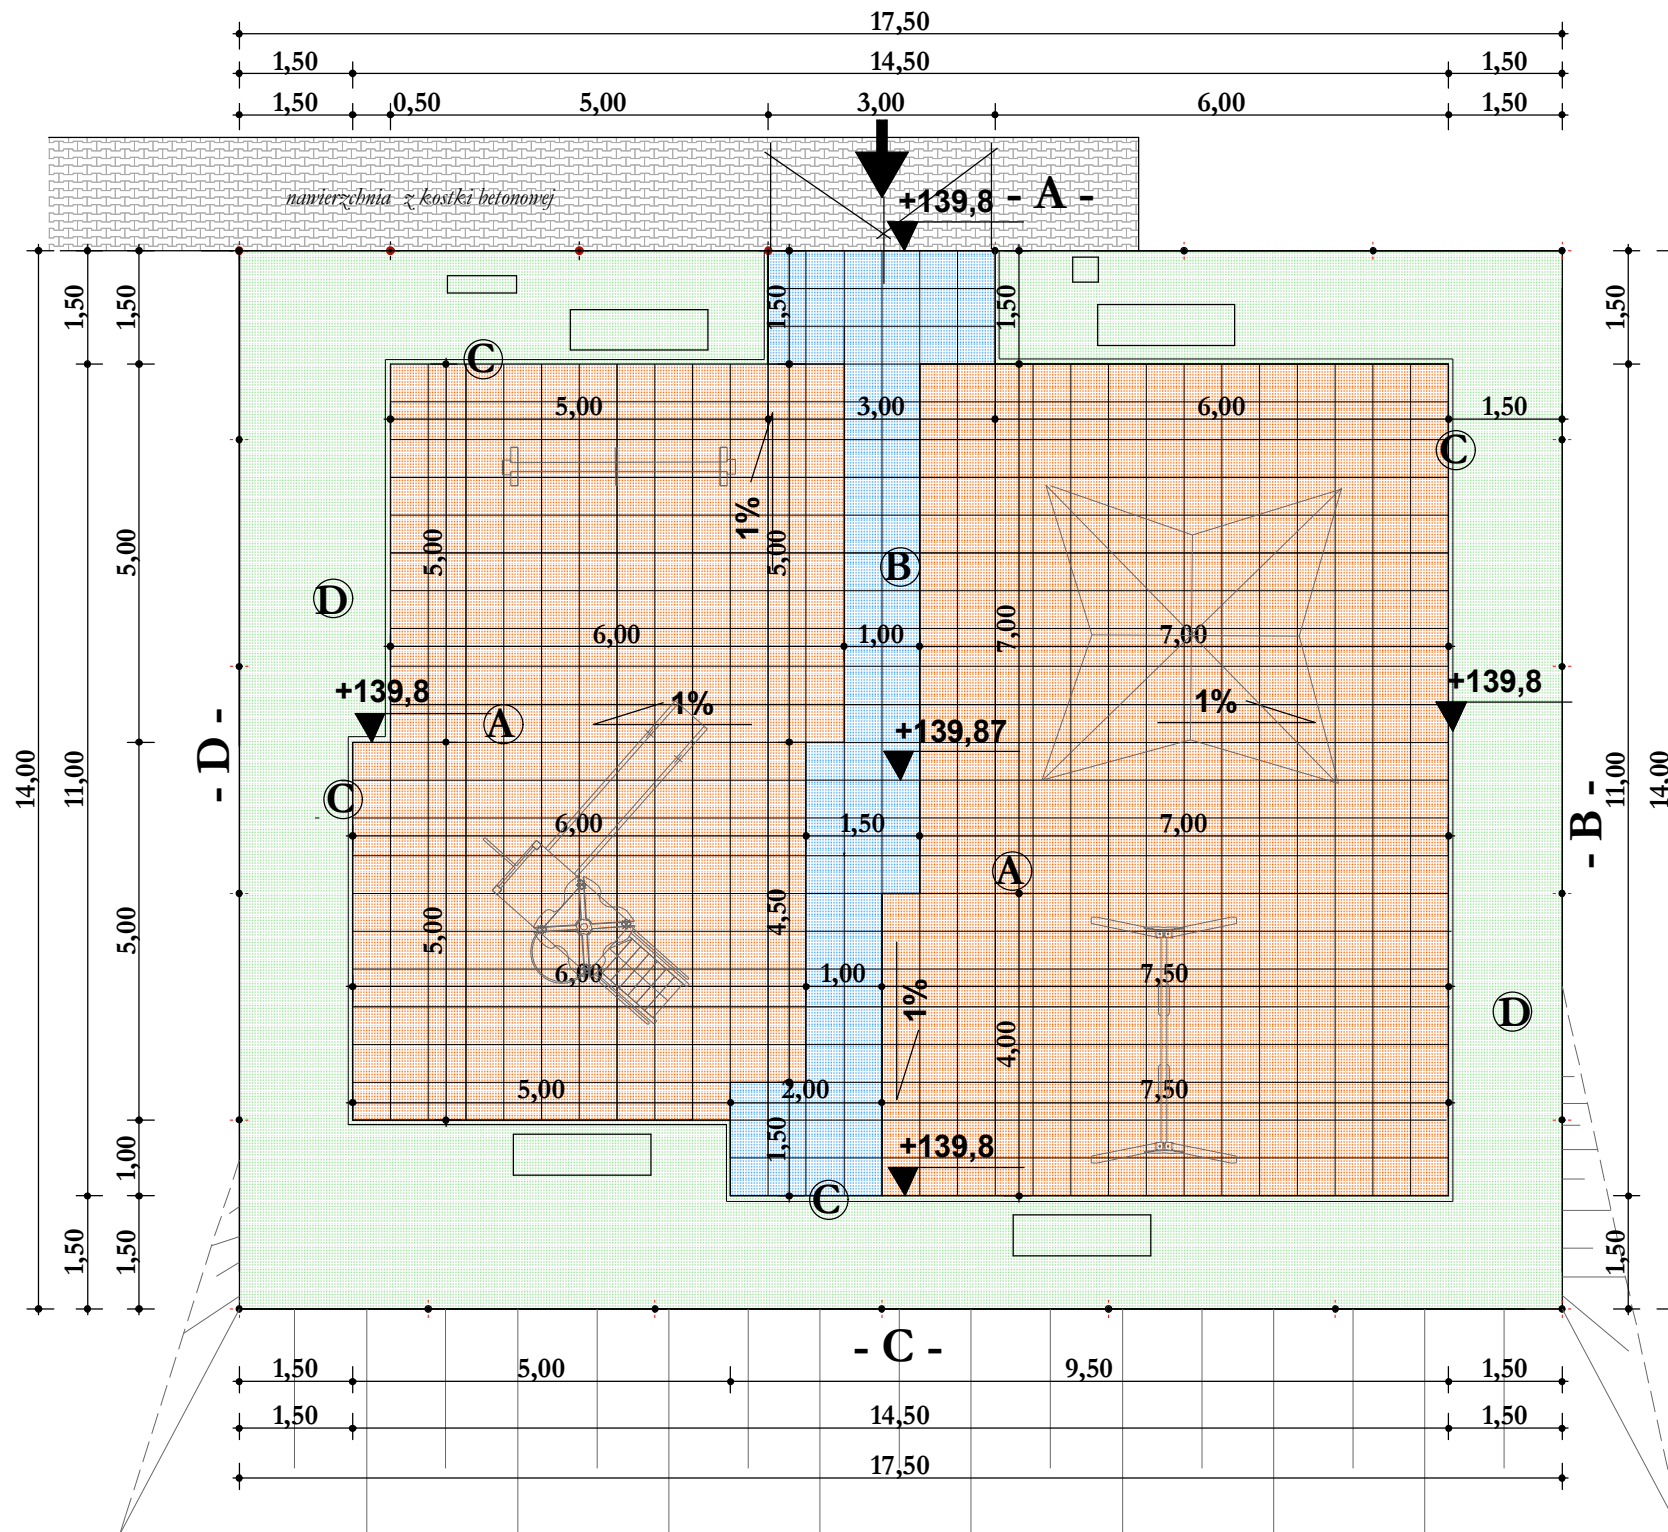 17,50
1,50 14,50 1,50
1,50 0,50 5,00 3,00 6,00 1,50
nawierzchnia z kostki betonowej
+139,8 - A -
1,50 1,50 1,50 1,50 1,50
C
5,00 3,00 6,00 1,50
C
1%
5,00 5,00 5,00
B
D
6,00 1,00 7,00 7,00
+139,8 1% 1% +139,8
A
+139,87
- D -
14,00 11,00 11,00 14,00
C
- B -
6,00 1,50 7,00
A
5,00 5,00 4,50
6,00 1,00 7,50
1%
D
4,00
5,00 2,00 7,50
1,00 1,50 +139,8
C
1,50 1,50 1,50
- C -
1,50 5,00 9,50 1,50
1,50 14,50 1,50
17,50